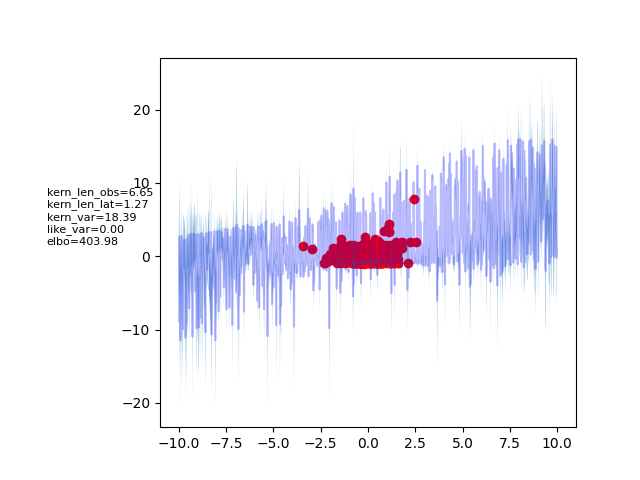 20
10
0
−10
−20
kern_len_obs=6.65
kern_len_lat=1.27
kern_var=18.39
like_var=0.00
elbo=403.98
−10.0 −7.5 −5.0 −2.5 0.0 2.5 5.0 7.5 10.0